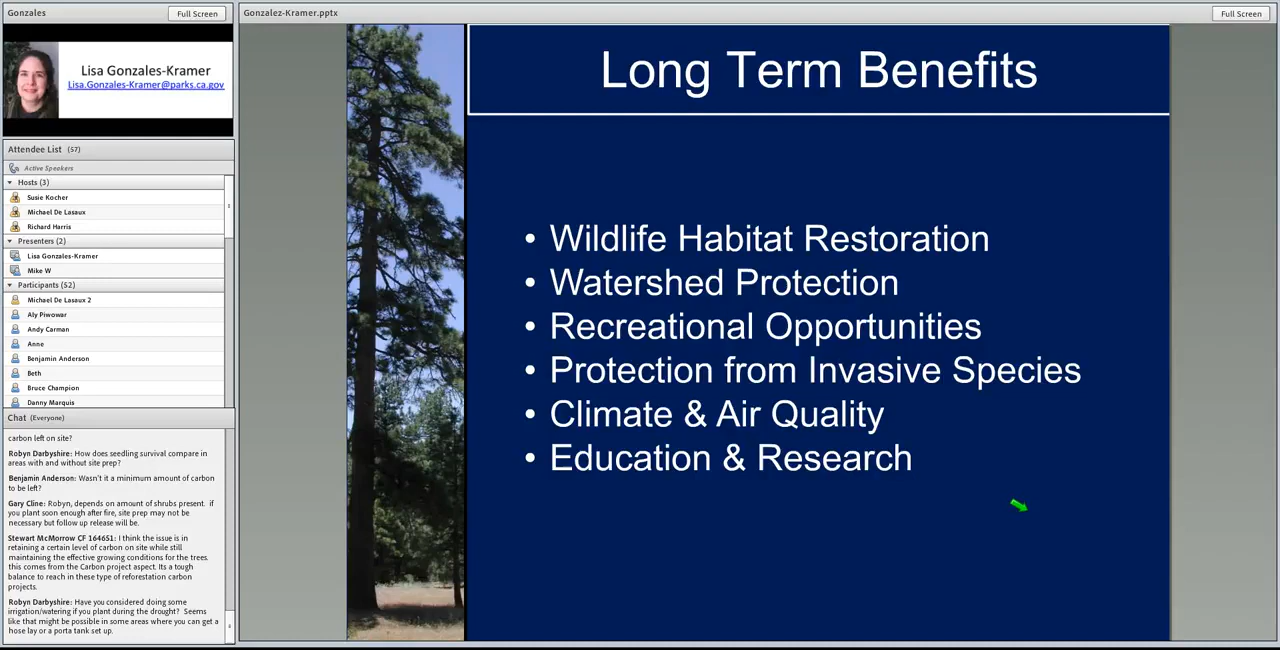 Gonzales
Full Screen
Lisa Gonzales-Kramer
Lisa.Gonzales-Kramer@parks.ca.gov
Attendee List (57)
Active Speakers
Hosts (3)
Susie Kocher
Michael De Lasaux
Richard Harris
Presenters (2)
Lisa Gonzales-Kramer
Mike W
Participants (52)
Michael De Lasaux 2
Aly Piwowar
Andy Carman
Anne
Benjamin Anderson
Beth
Bruce Champion
Danny Marquis
Chat (Everyone)
carbon left on site?
Robyn Darbyshire: How does seedling survival compare in
areas with and without site prep?
Benjamin Anderson: Wasn't it a minimum amount of carbon
to be left?
Gary Cline: Robyn, depends on amount of shrubs present. if
you plant soon enough after fire, site prep may not be
necessary but follow up release will be.
Stewart McMorrow CF 164651: I think the issue is in
retaining a certain level of carbon on site while still
maintaining the effective growing conditions for the trees.
this comes from the Carbon project aspect. Its a tough
balance to reach in these type of reforestation carbon
projects.
Robyn Darbyshire: Have you considered doing some
irrigation/watering if you plant during the drought? Seems
like that might be possible in some areas where you can get a
hose lay or a porta tank set up.
Gonzalez-Kramer.pptx
Full Screen
Long Term Benefits
• Wildlife Habitat Restoration
• Watershed Protection
• Recreational Opportunities
• Protection from Invasive Species
• Climate & Air Quality
• Education & Research